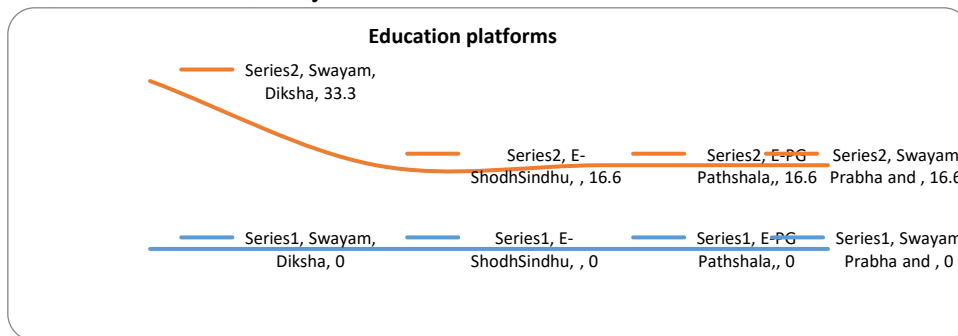 Education platforms
Series2, Swayam,
Diksha, 33.3
Series2, E-
ShodhSindhu, , 16.6
Series2, E-PG
Pathshala,, 16.6
Series2, Swayam
Prabha and , 16.6
Series1, Swayam,
Diksha, 0
Series1, E-
ShodhSindhu, , 0
Series1, E-PG
Pathshala,, 0
Series1, Swayam
Prabha and , 0